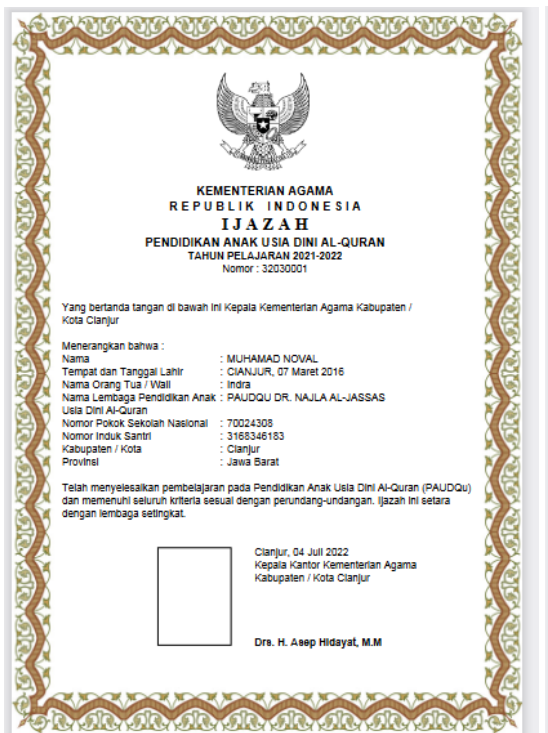 KEMENTERIAN AGAMA
REPUBLIK INDONESIA
IJAZAH
PENDIDIKAN ANAK USIA DINI AL-QURAN
TAHUN PELAJARAN 2021-2022
Nomor : 32030001
Yang bertanda tangan di bawah ini Kepala Kementerian Agama Kabupaten /
Kota Cianjur
Menerangkan bahwa :
Nama : MUHAMAD NOVAL
Tempat dan Tanggal Lahir : CIANJUR, 07 Maret 2016
Nama Orang Tua / Wali : Indra
Nama Lembaga Pendidikan Anak : PAUDQU DR. NAJLA AL-JASSAS
Usia Dini Al-Quran
Nomor Pokok Sekolah Nasional : 70024308
Nomor Induk Santri : 3168346183
Kabupaten / Kota : Cianjur
Provinsi : Jawa Barat
Telah menyelesaikan pembelajaran pada Pendidikan Anak Usia Dini Al-Quran (PAUDQu)
dan memenuhi seluruh kriteria sesuai dengan perundang-undangan. Ijazah ini setara
dengan lembaga setingkat.
Cianjur, 04 Juli 2022
Kepala Kantor Kementerian Agama
Kabupaten / Kota Cianjur
Drs. H. Asep Hidayat, M.M